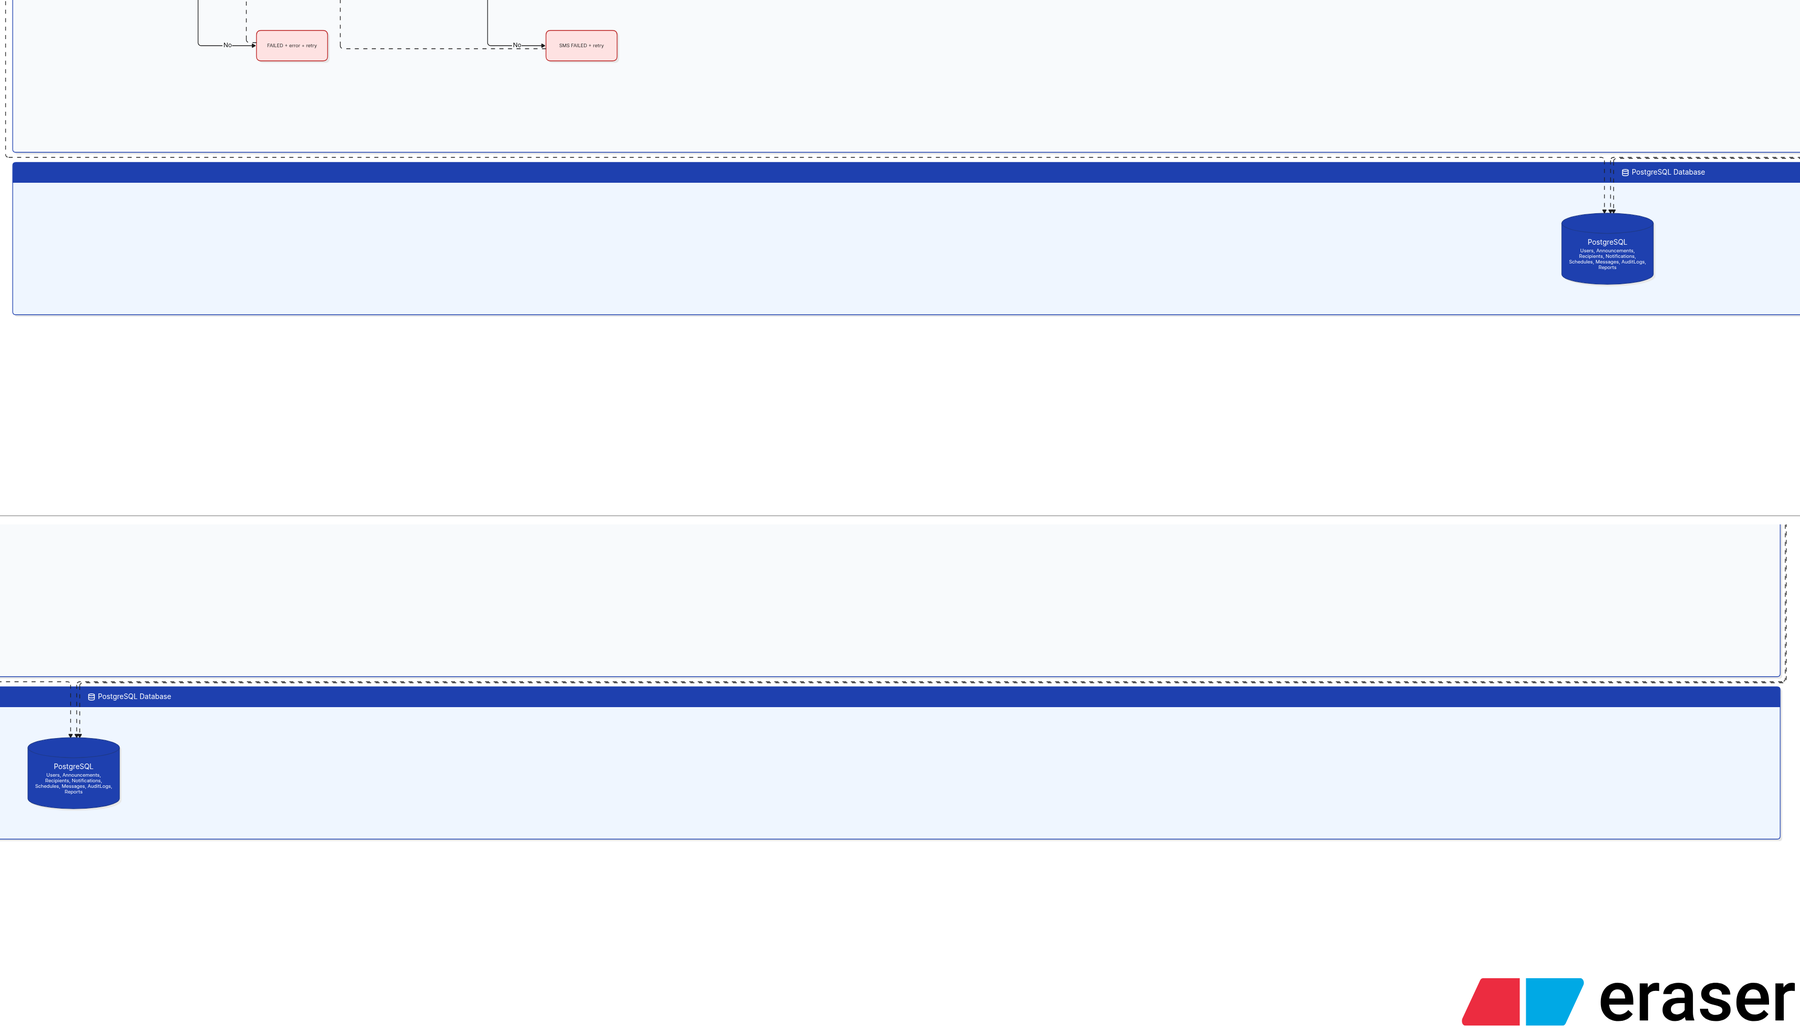 No
FAILED + error + retry
No
SMS FAILED + retry
PostgreSQL Database
PostgreSQL
Users, Announcements,
Recipients, Notifications,
Schedules, Messages, AuditLogs,
Reports
PostgreSQL Database
PostgreSQL
Users, Announcements,
Recipients, Notifications,
Schedules, Messages, AuditLogs,
Reports
eraser